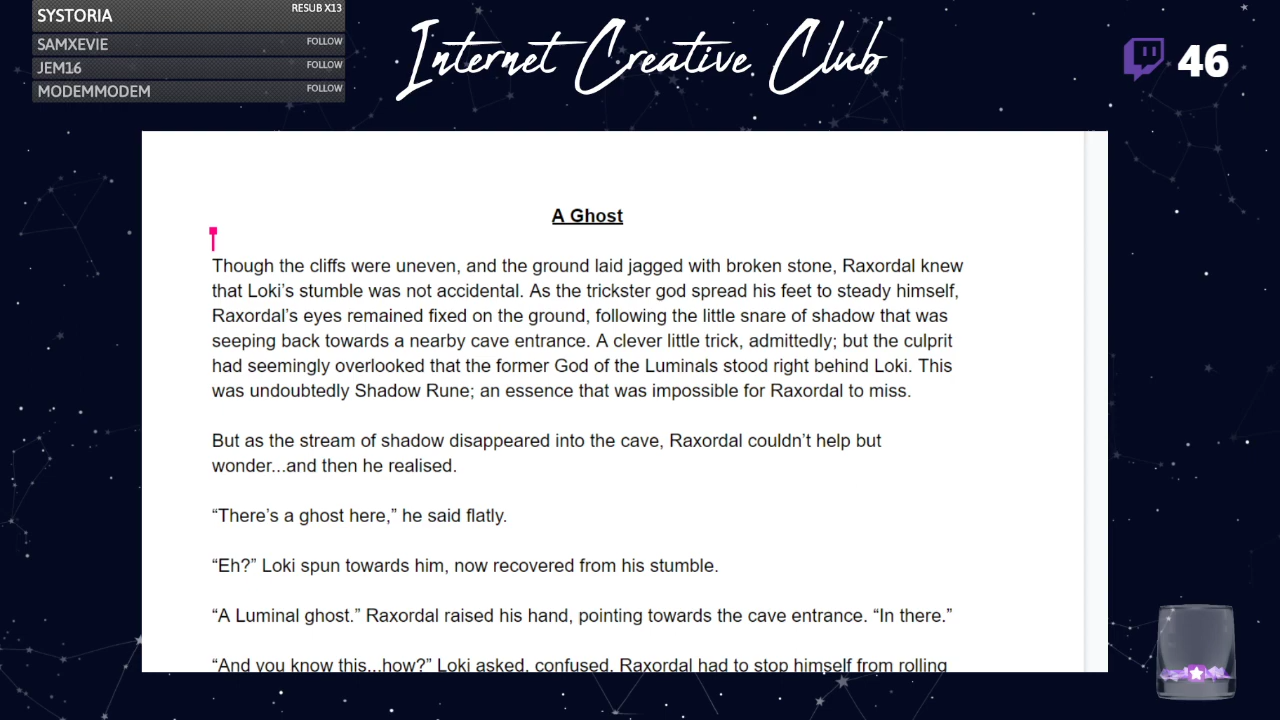 SYSTORIA RESUB X13
SAMXEVIE FOLLOW
JEM16 FOLLOW
MODEMMODEM FOLLOW
Internet Creative Club
46
A Ghost
Though the cliffs were uneven, and the ground laid jagged with broken stone, Raxordal knew
that Loki’s stumble was not accidental. As the trickster god spread his feet to steady himself,
Raxordal’s eyes remained fixed on the ground, following the little snare of shadow that was
seeping back towards a nearby cave entrance. A clever little trick, admittedly; but the culprit
had seemingly overlooked that the former God of the Luminals stood right behind Loki. This
was undoubtedly Shadow Rune; an essence that was impossible for Raxordal to miss.
But as the stream of shadow disappeared into the cave, Raxordal couldn’t help but
wonder...and then he realised.
“There’s a ghost here,” he said flatly.
“Eh?” Loki spun towards him, now recovered from his stumble.
“A Luminal ghost.” Raxordal raised his hand, pointing towards the cave entrance. “In there.”
“And you know this...how?” Loki asked, confused. Raxordal had to stop himself from rolling